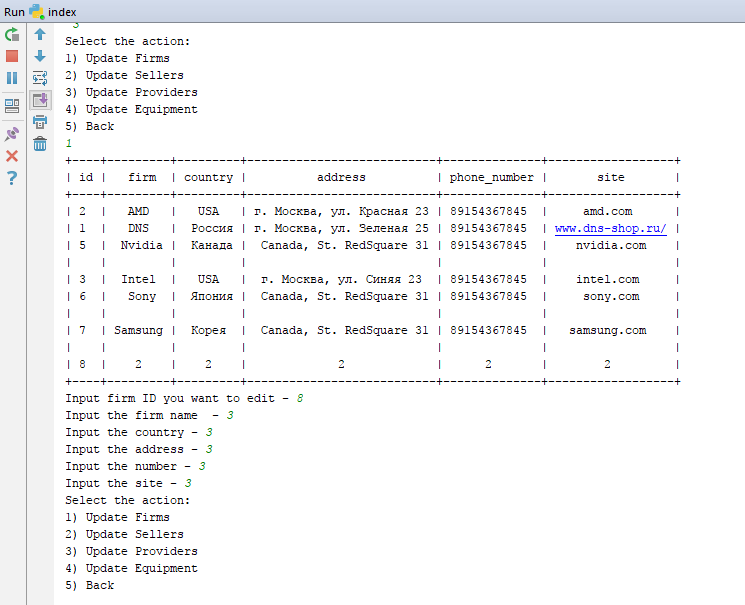 Run index
3
Select the action:
1) Update Firms
2) Update Sellers
3) Update Providers
4) Update Equipment
5) Back
1
+----+---------+---------+---------------------------+--------------+------------------+
| id | firm | country | address | phone_number | site |
+----+---------+---------+---------------------------+--------------+------------------+
| 2 | AMD | USA | г. Москва, ул. Красная 23 | 89154367845 | amd.com |
| 1 | DNS | Россия | г. Москва, ул. Зеленая 25 | 89154367845 | www.dns-shop.ru/ |
| 5 | Nvidia | Канада | Canada, St. RedSquare 31 | 89154367845 | nvidia.com |
| | | | | | |
| 3 | Intel | USA | г. Москва, ул. Синяя 23 | 89154367845 | intel.com |
| 6 | Sony | Япония | Canada, St. RedSquare 31 | 89154367845 | sony.com |
| | | | | | |
| 7 | Samsung | Корея | Canada, St. RedSquare 31 | 89154367845 | samsung.com |
| | | | | | |
| 8 | 2 | 2 | 2 | 2 | 2 |
+----+---------+---------+---------------------------+--------------+------------------+
Input firm ID you want to edit - 8
Input the firm name  - 3
Input the country - 3
Input the address - 3
Input the number - 3
Input the site - 3
Select the action:
1) Update Firms
2) Update Sellers
3) Update Providers
4) Update Equipment
5) Back